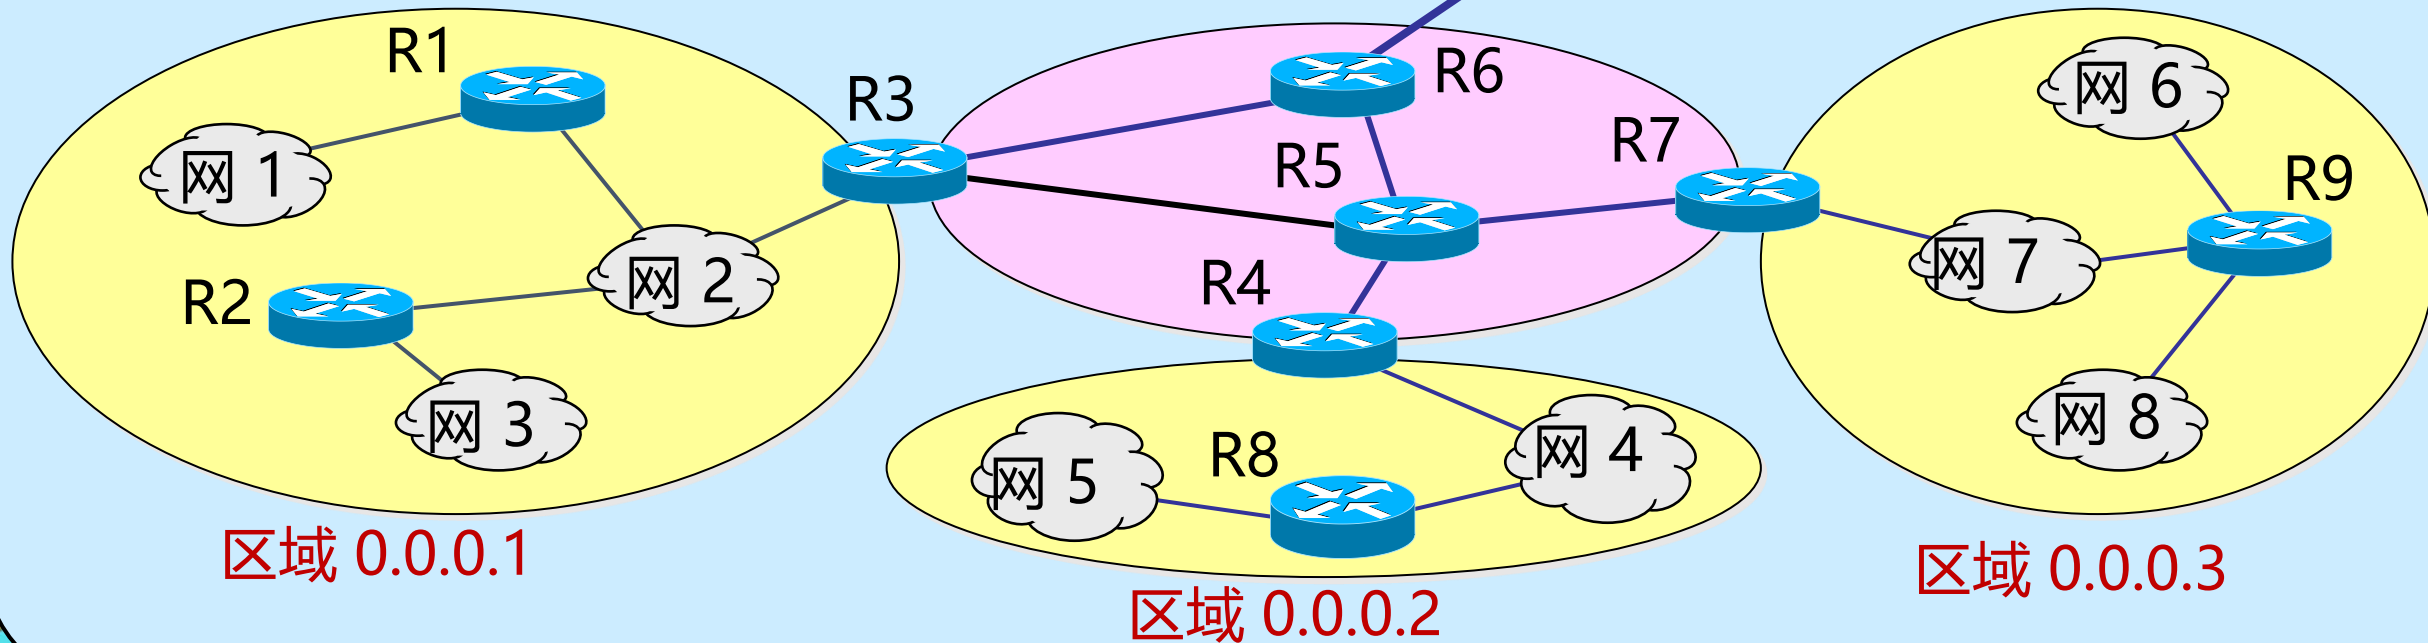 R1
R3
R6
网 6
R7
R5
网 1
R9
网 7
R4
网 2
R2
网 3
网 8
R8
网 4
网 5
区域 0.0.0.1
区域 0.0.0.3
区域 0.0.0.2